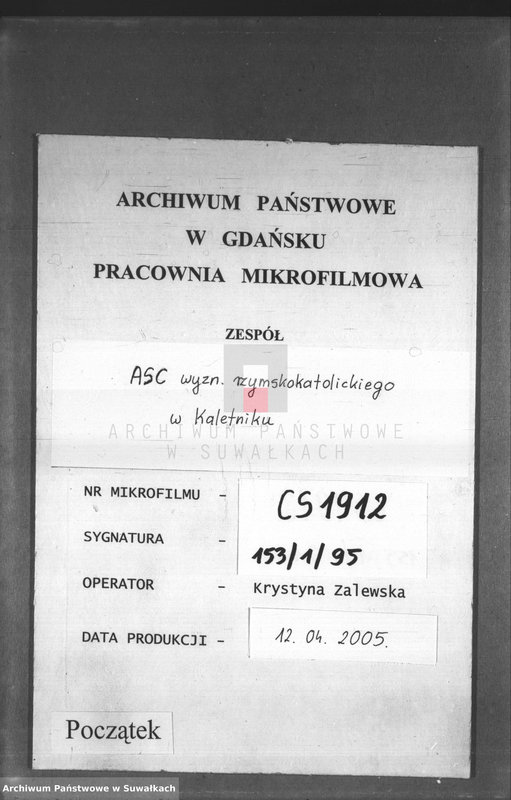 ARCHIWUM PAŃSTWOWE
W GDAŃSKU
PRACOWNIA MIKROFILMOWA
ZESPÓŁ
ASC wyzn. rzymskokatolickiego
w Kaletniku
ARCHIWUM PAŃSTWOWE
W SUWAŁKACH
NR MIKROFILMU - CS1912
SYGNATURA - 153/1/95
OPERATOR - Krystyna Zalewska
DATA PRODUKCJI - 12.04.2005.
Początek
Archiwum Państwowe w Suwałkach